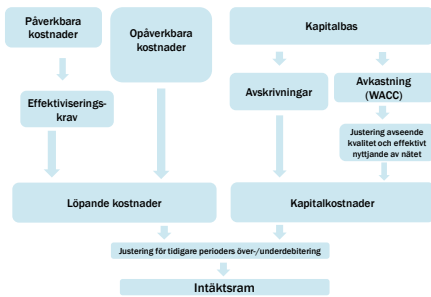 Påverkbara
kostnader
Opåverkbara
kostnader
Kapitalbas
Effektiviserings-
krav
Avskrivningar
Avkastning
(WACC)
Justering avseende
kvalitet och effektivt
nyttjande av nätet
Löpande kostnader
Kapitalkostnader
Justering för tidigare perioders över-/underdebitering
Intäktsram